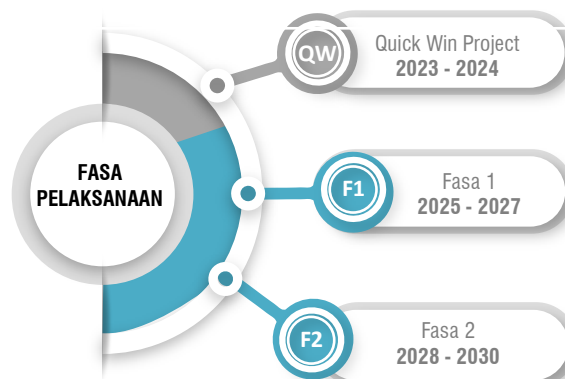 QW
Quick Win Project
2023 - 2024
FASA
PELAKSANAAN
F1
Fasa 1
2025 - 2027
F2
Fasa 2
2028 - 2030